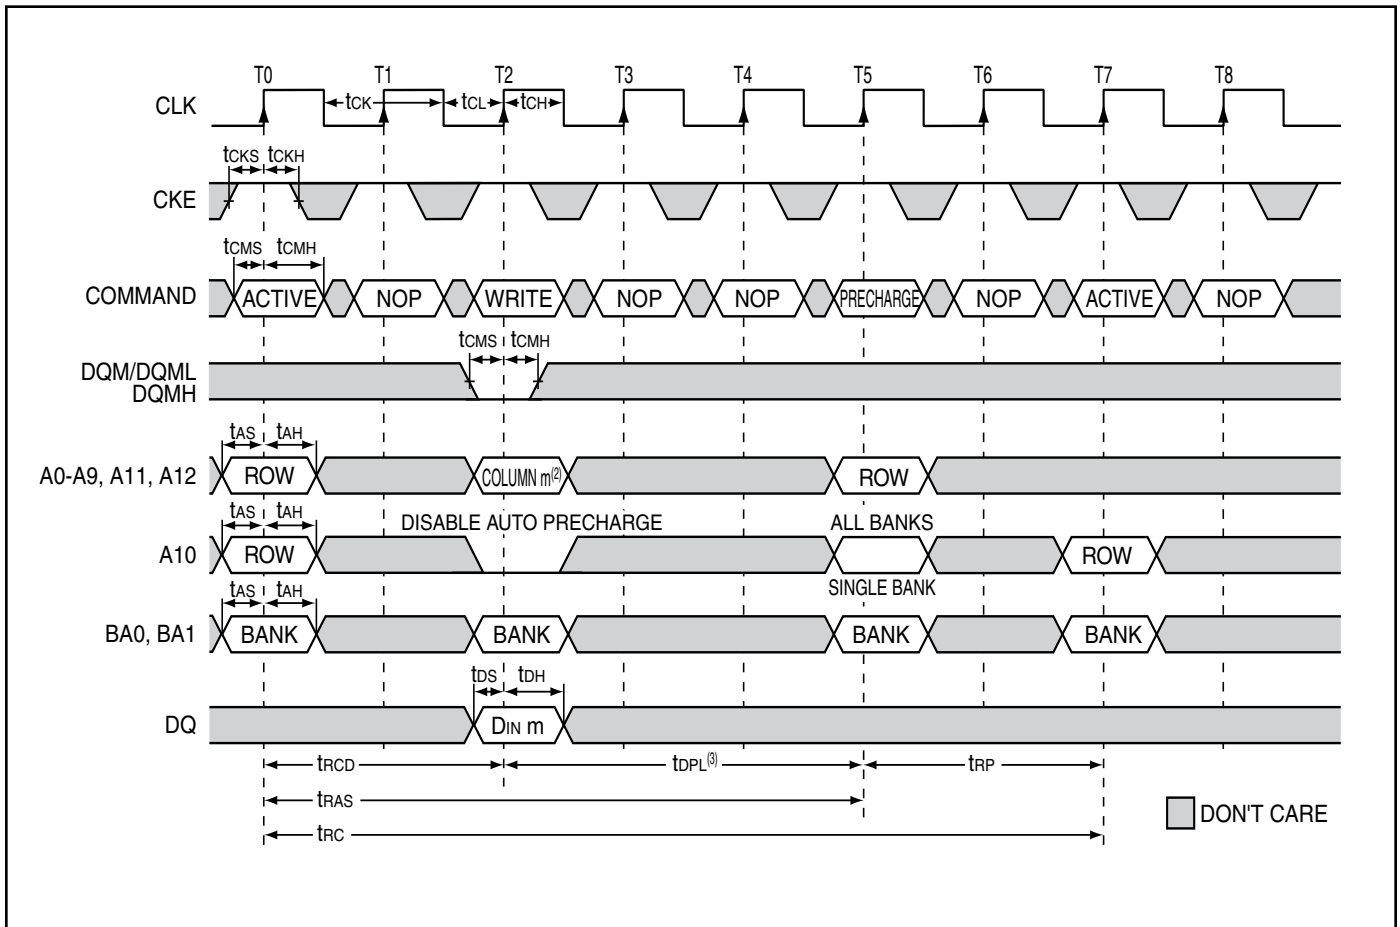 T0 T1 T2 T3 T4 T5 T6 T7 T8
CLK tCK tCL tCH
tCKS tCKH
CKE
tCMS tCMH
COMMAND ACTIVE NOP WRITE NOP NOP PRECHARGE NOP ACTIVE NOP
tCMS tCMH
DQM/DQML
DQMH
tAS tAH
A0-A9, A11, A12 ROW COLUMN m(2) ROW
tAS tAH DISABLE AUTO PRECHARGE ALL BANKS
A10 ROW ROW
tAS tAH SINGLE BANK
BA0, BA1 BANK BANK BANK BANK
tDS tDH
DQ DIN m
tRCD tDPL(3) tRP
tRAS
tRC
DON'T CARE